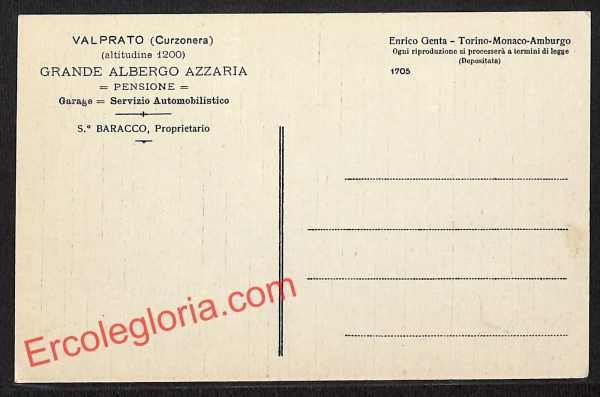 VALPRATO (Curzonera)
(altitudine 1200)
GRANDE ALBERGO AZZARIA
= PENSIONE =
Garage = Servizio Automobilistico
S.° BARACCO, Proprietario
Enrico Genta - Torino-Monaco-Amburgo
Ogni riproduzione si processerà a termini di legge
(Depositata)
1705
Ercolegloria.com